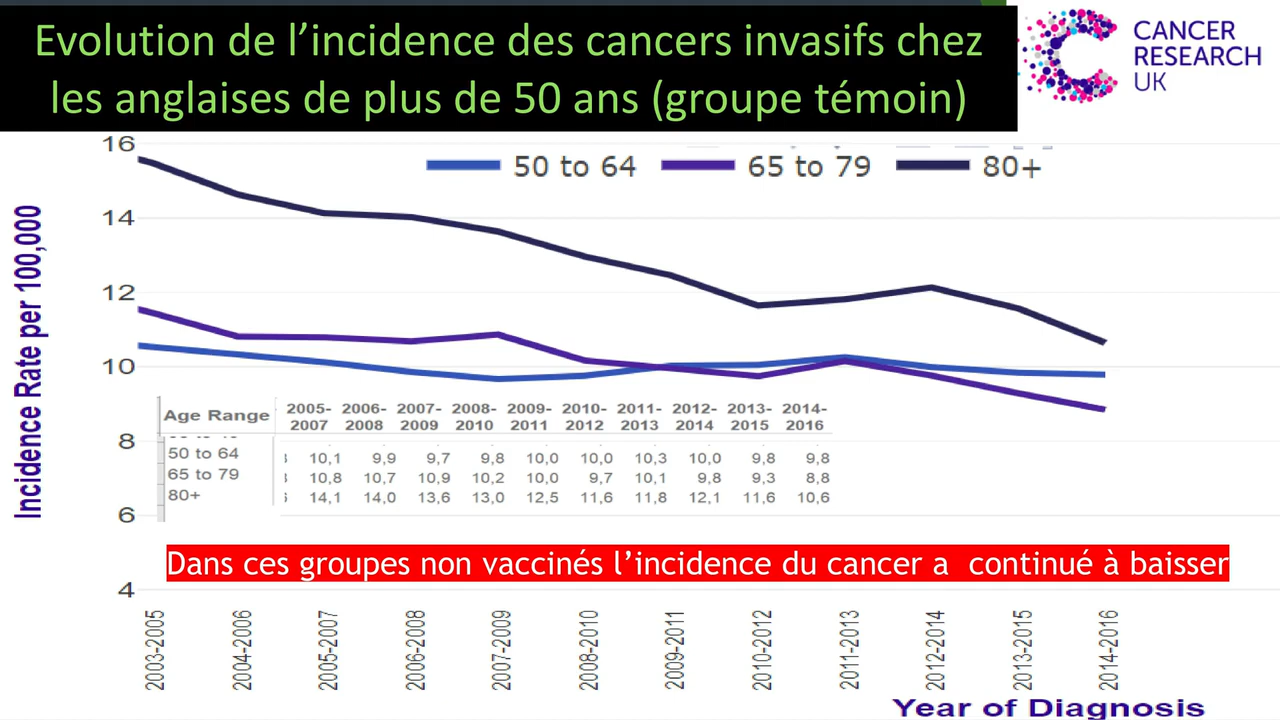 Evolution de l’incidence des cancers invasifs chez
les anglaises de plus de 50 ans (groupe témoin)
CANCER
RESEARCH
UK
50 to 64
65 to 79
80+
Incidence Rate per 100,000
16
14
12
10
8
6
4
Age Range 2005-2007 2006-2008 2007-2009 2008-2010 2009-2011 2010-2012 2011-2013 2012-2014 2013-2015 2014-2016
50 to 64 10,1 9,9 9,7 9,8 10,0 10,0 10,3 10,0 9,8 9,8
65 to 79 10,8 10,7 10,9 10,2 10,0 9,7 10,1 9,8 9,3 8,8
80+ 14,1 14,0 13,6 13,0 12,5 11,6 11,8 12,1 11,6 10,6
Dans ces groupes non vaccinés l’incidence du cancer a continué à baisser
2003-2005
2004-2006
2005-2007
2006-2008
2007-2009
2008-2010
2009-2011
2010-2012
2011-2013
2012-2014
2013-2015
2014-2016
Year of Diagnosis